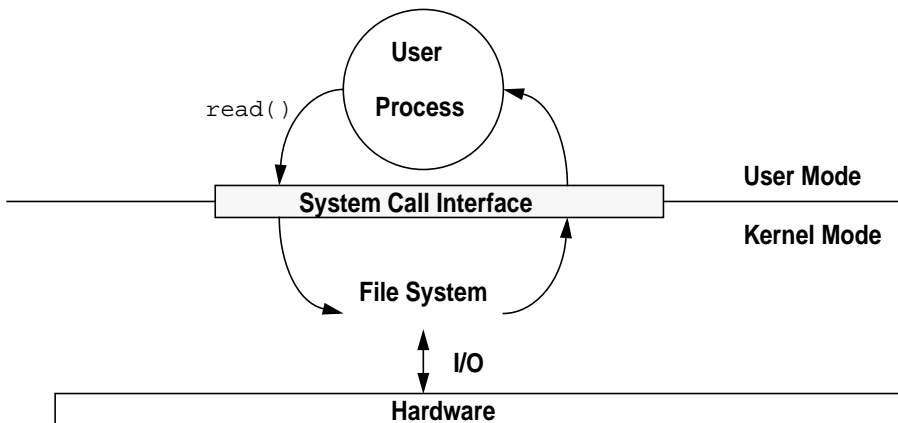 User
Process
read()
System Call Interface
User Mode
Kernel Mode
File System
I/O
Hardware